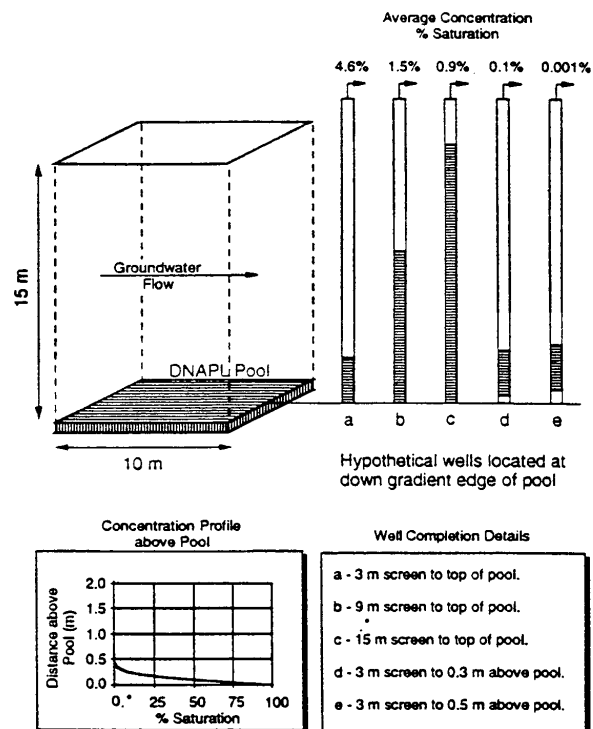 Average Concentration
% Saturation
4.6% 1.5% 0.9% 0.1% 0.001%
15 m
Groundwater
Flow
DNAPL Pool
10 m
a b c d e
Hypothetical wells located at
down gradient edge of pool
Concentration Profile
above Pool
Distance above
Pool (m)
2.0
1.5
1.0
0.5
0.0
0. 25 50 75 100
% Saturation
Well Completion Details
a - 3 m screen to top of pool.
b - 9 m screen to top of pool.
c - 15 m screen to top of pool.
d - 3 m screen to 0.3 m above pool.
e - 3 m screen to 0.5 m above pool.